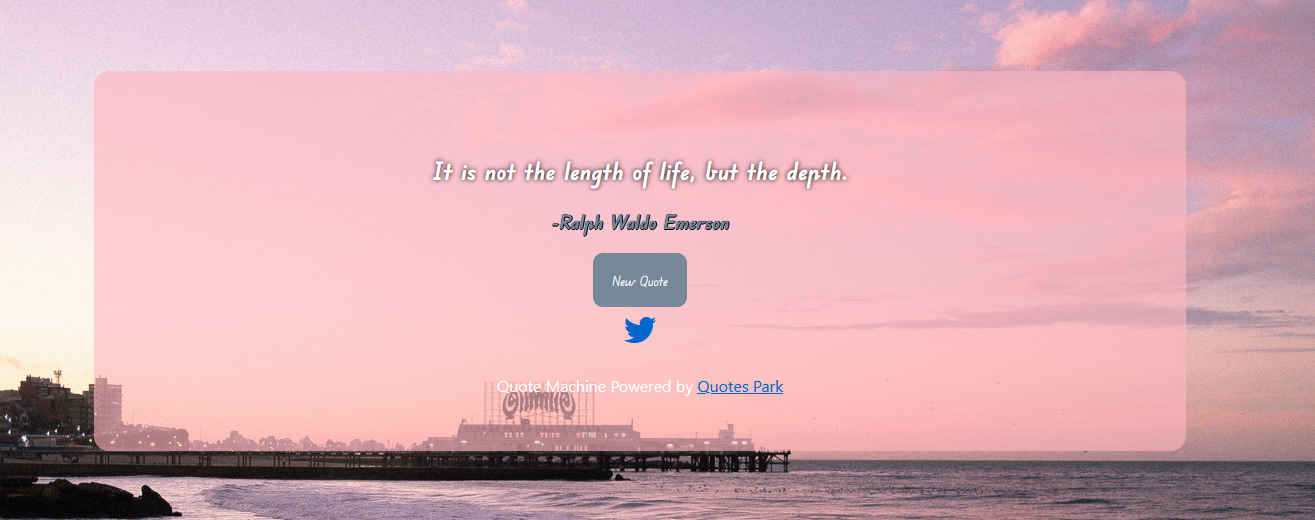 It is not the length of life, but the depth.
-Ralph Waldo Emerson
New Quote
Quote Machine Powered by Quotes Park